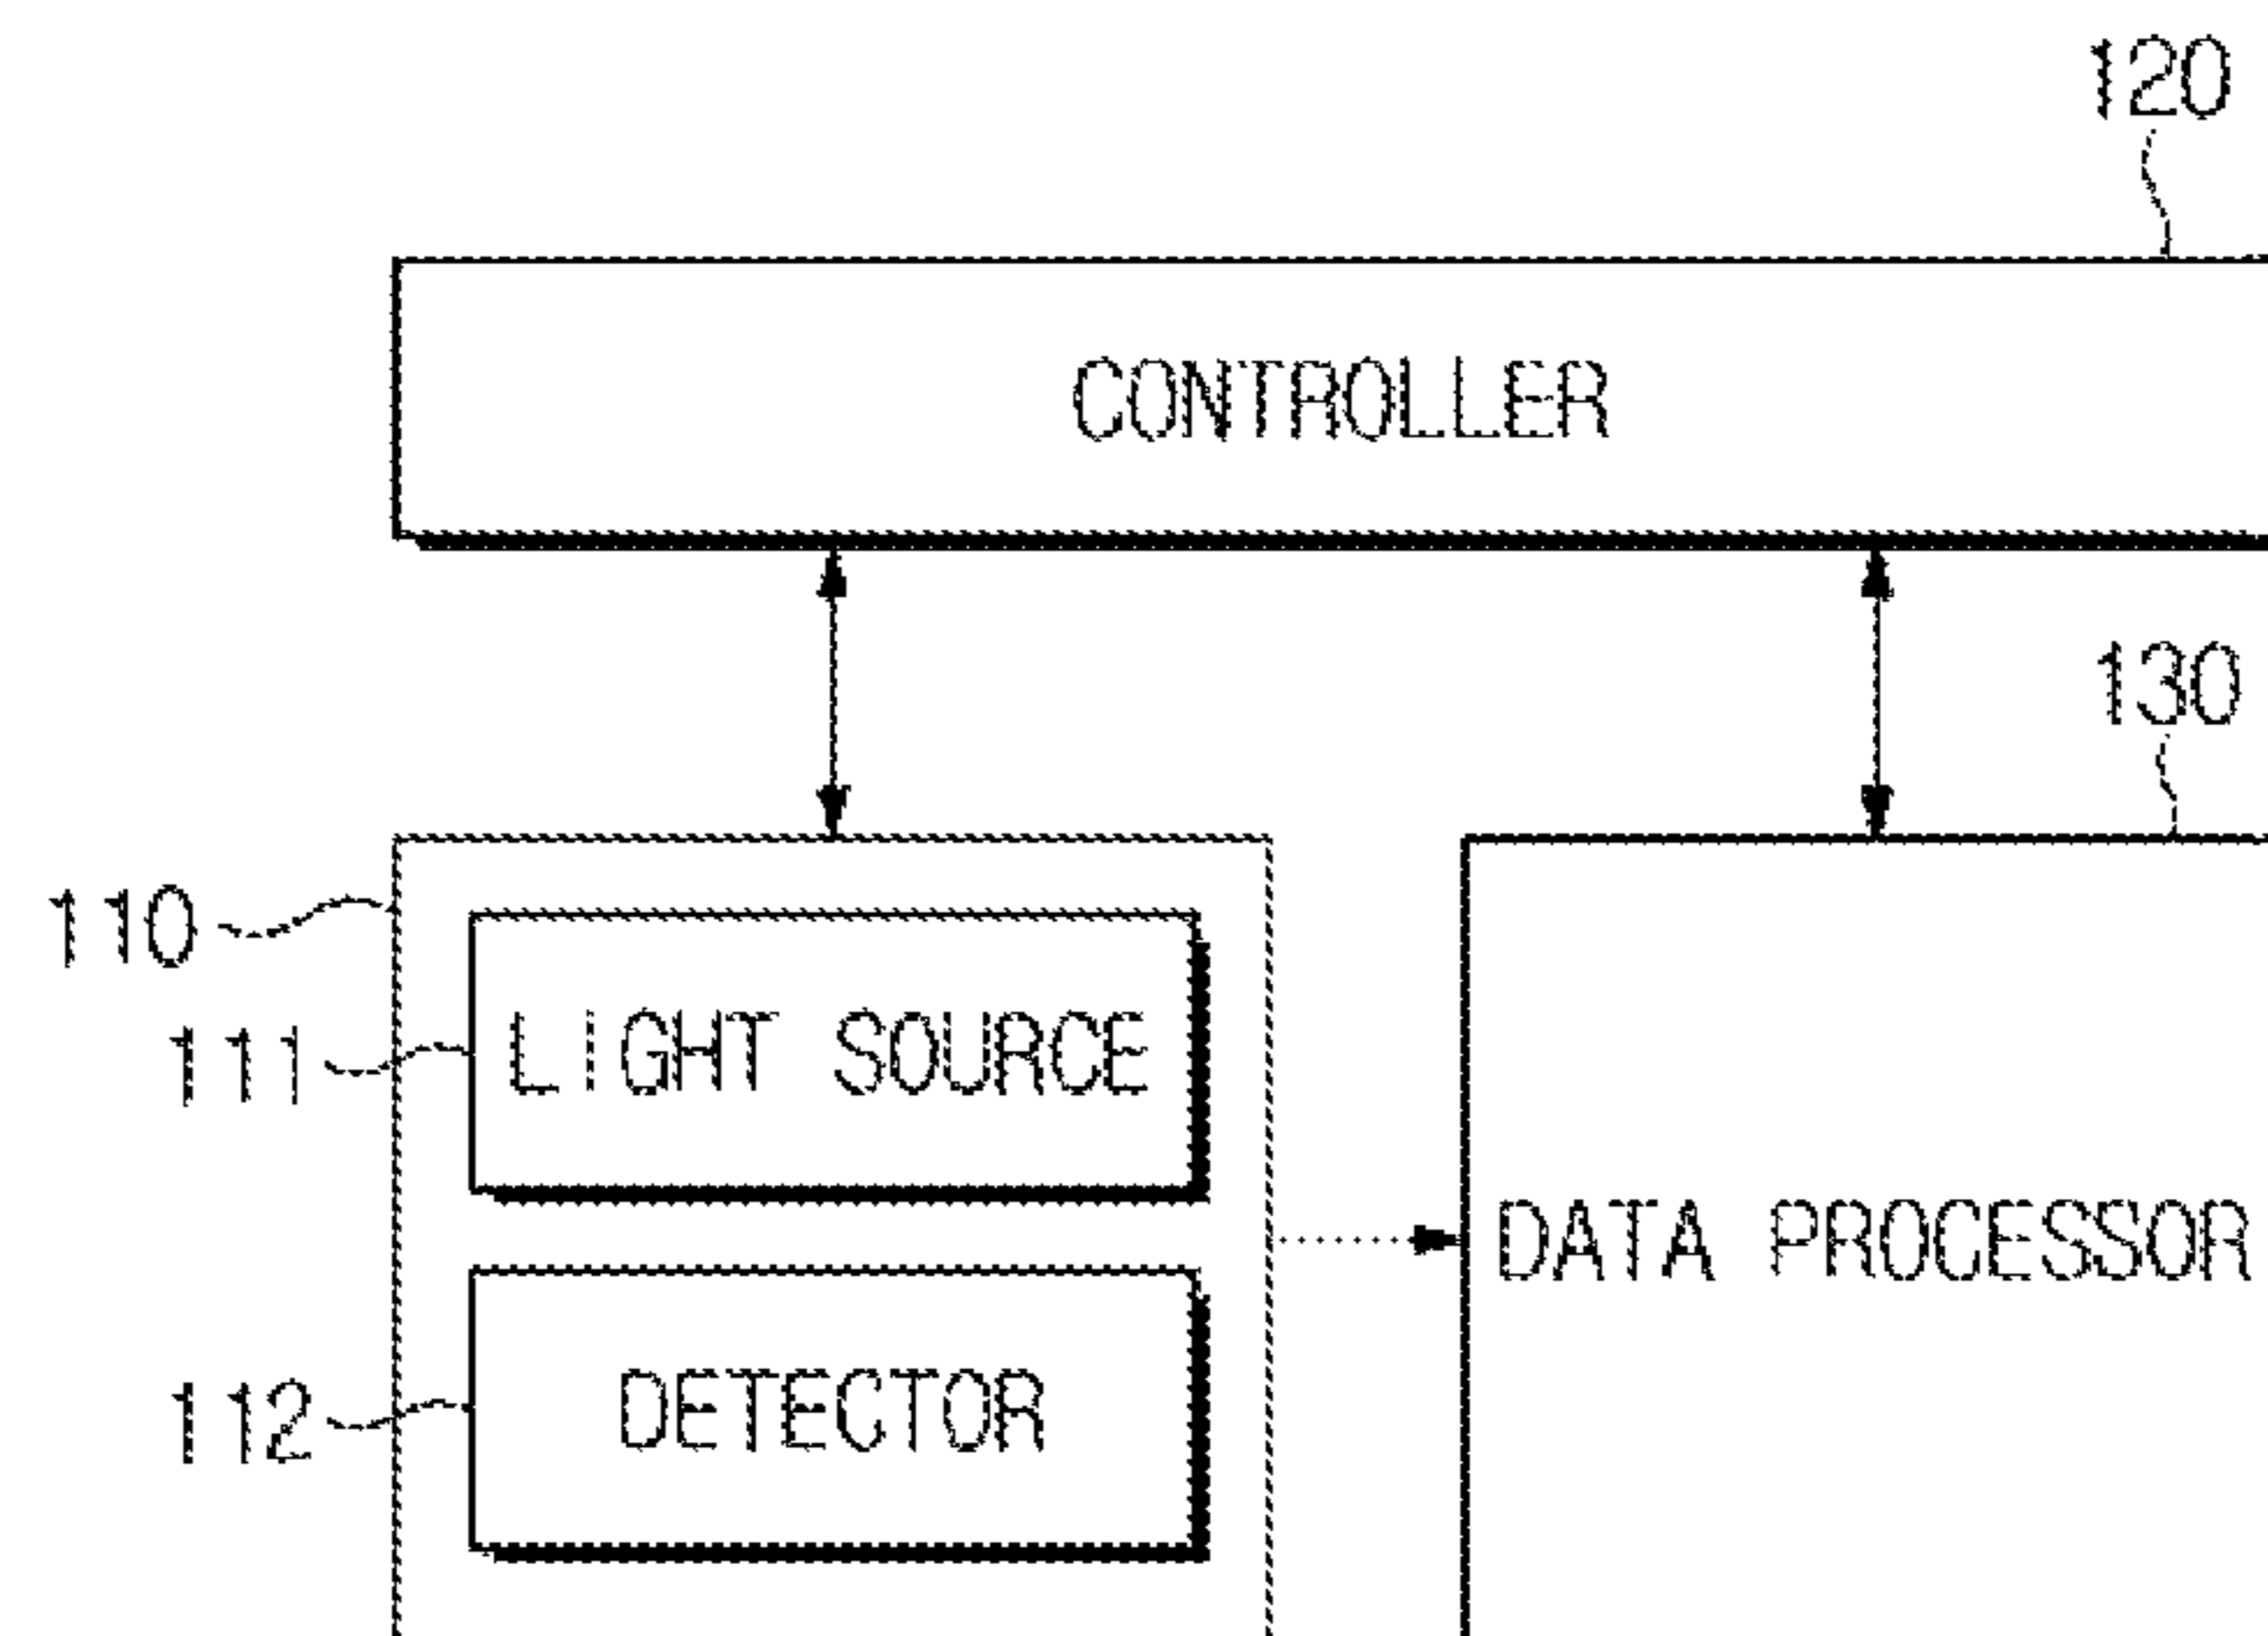 120
CONTROLLER
130
110
111
LIGHT SOURCE
DATA PROCESSOR
112
DETECTOR